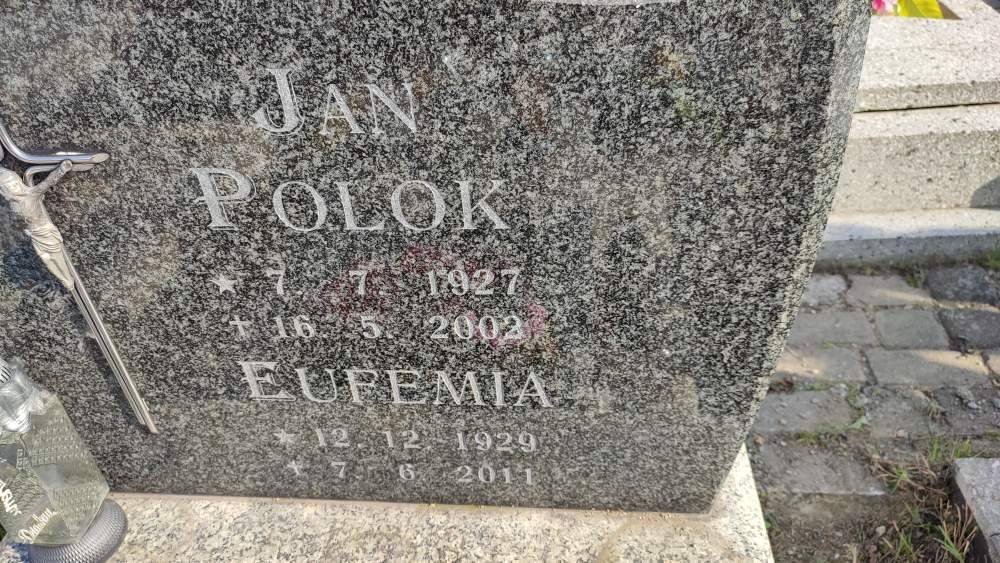 JAN
POLOK
★ 7. 7. 1927
✝ 16 5. 2002
EUFEMIA
★ 12. 12 1929
✝ 7. 6 2011